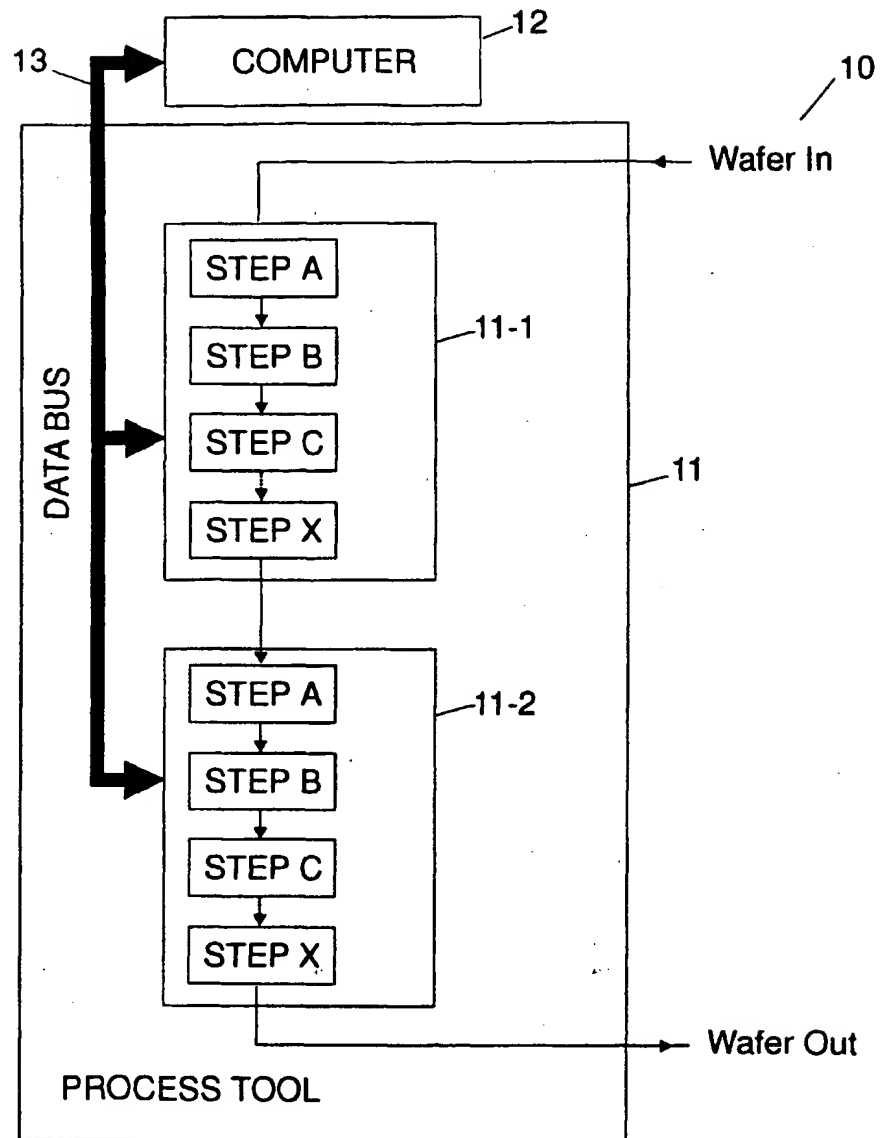 12
13
COMPUTER
10
Wafer In
STEP A
11-1
STEP B
DATA BUS
STEP C
11
STEP X
STEP A
11-2
STEP B
STEP C
STEP X
Wafer Out
PROCESS TOOL